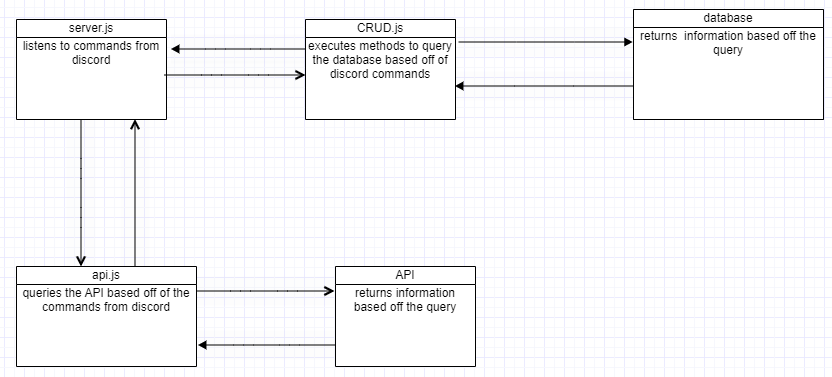 server.js
listens to commands from
discord
CRUD.js
executes methods to query
the database based off of
discord commands
database
returns information based off the
query
api.js
queries the API based off of the
commands from discord
API
returns information
based off the query